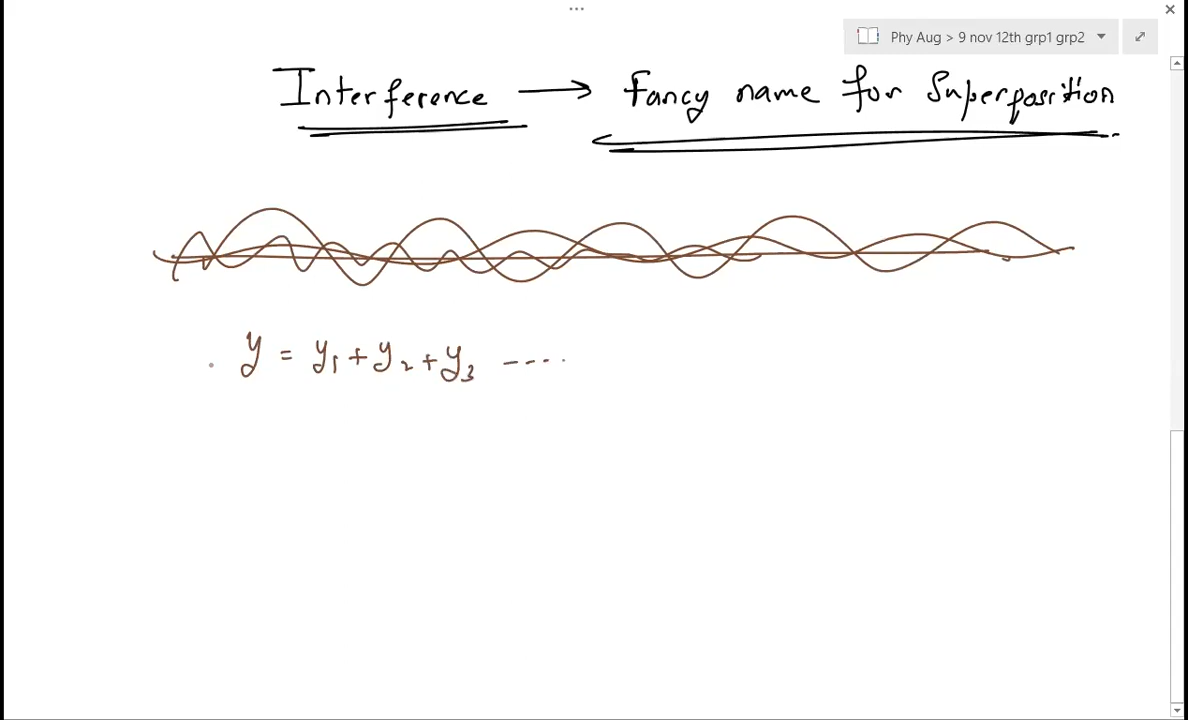 Phy Aug > 9 nov 12th grp1 grp2
Interference → Fancy name for Superposition
y = y₁ + y₂ + y₃ ----